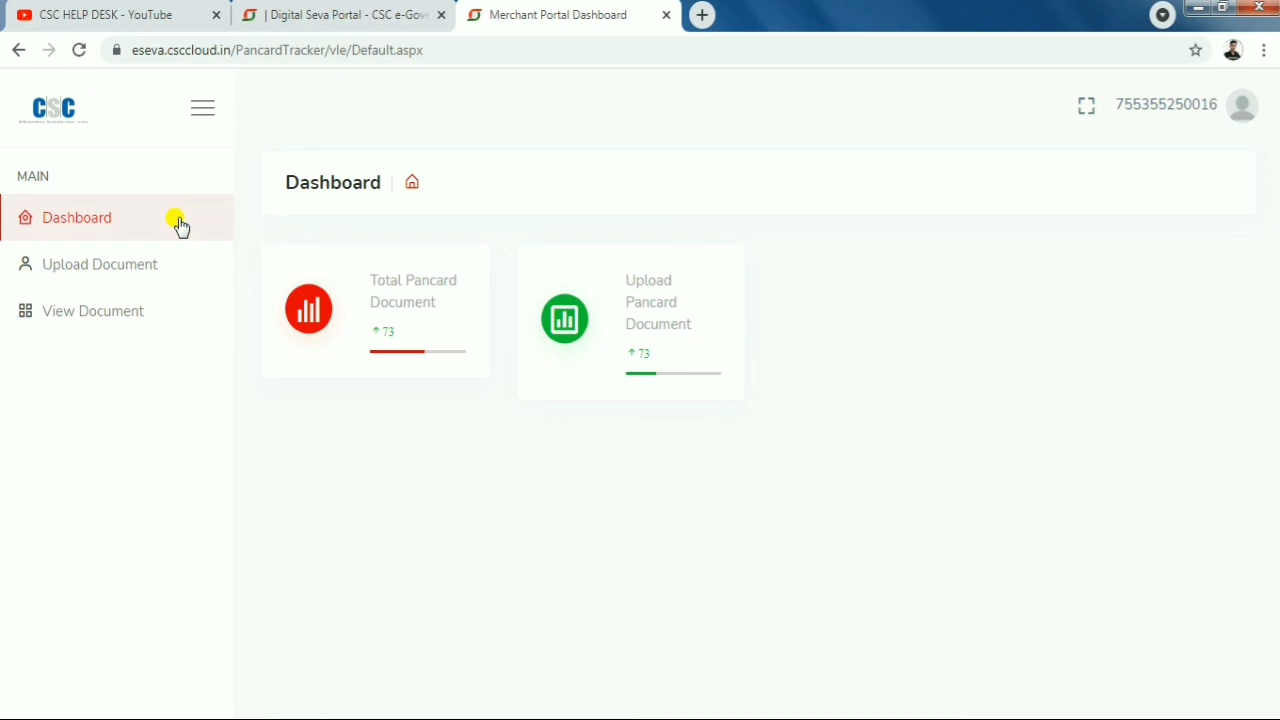 CSC HELP DESK - YouTube
| Digital Seva Portal - CSC e-Gov
Merchant Portal Dashboard
eseva.csccloud.in/PancardTracker/vle/Default.aspx
CSC
755355250016
MAIN
Dashboard
Upload Document
View Document
Dashboard
Total Pancard
Document
73
Upload
Pancard
Document
73